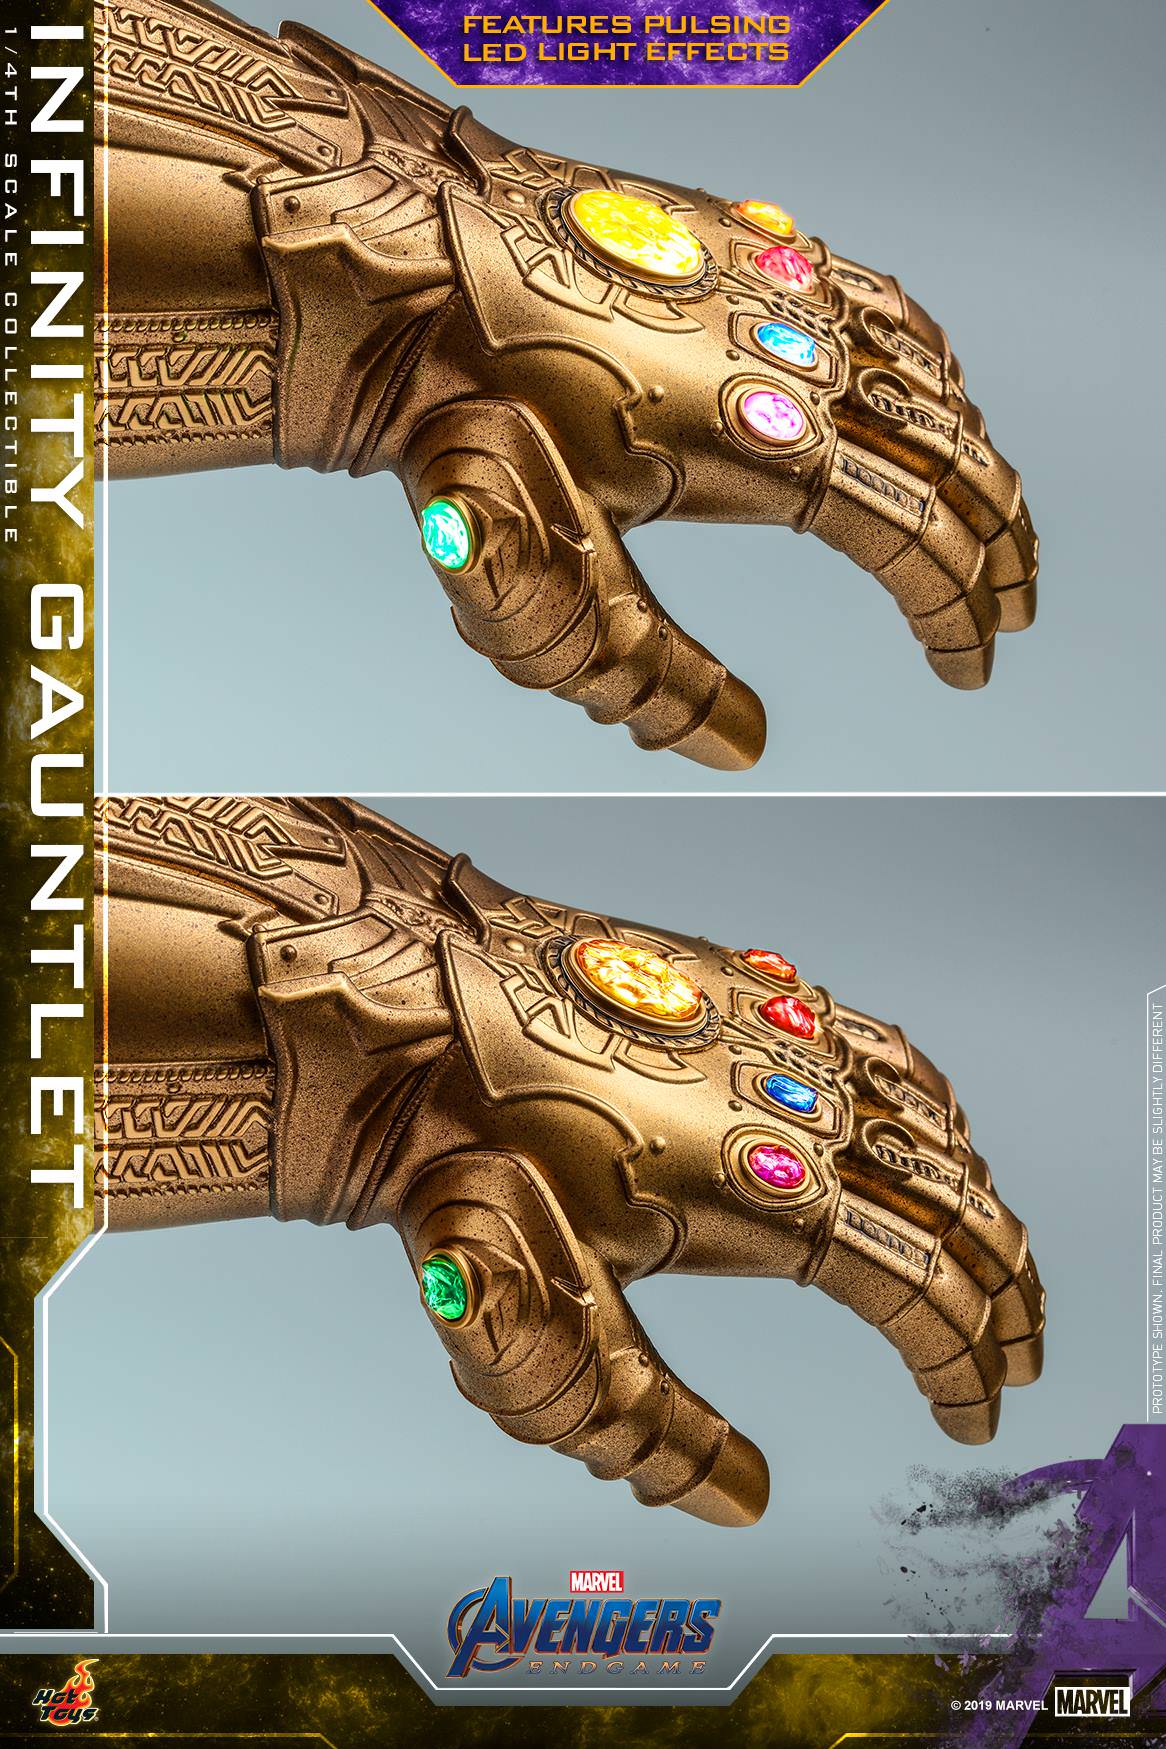 FEATURES PULSING
LED LIGHT EFFECTS
INFINITY GAUNTLET
1/4TH SCALE COLLECTIBLE
PROTOTYPE SHOWN. FINAL PRODUCT MAY BE SLIGHTLY DIFFERENT
MARVEL
AVENGERS
ENDGAME
Hot
Toys
© 2019 MARVEL MARVEL